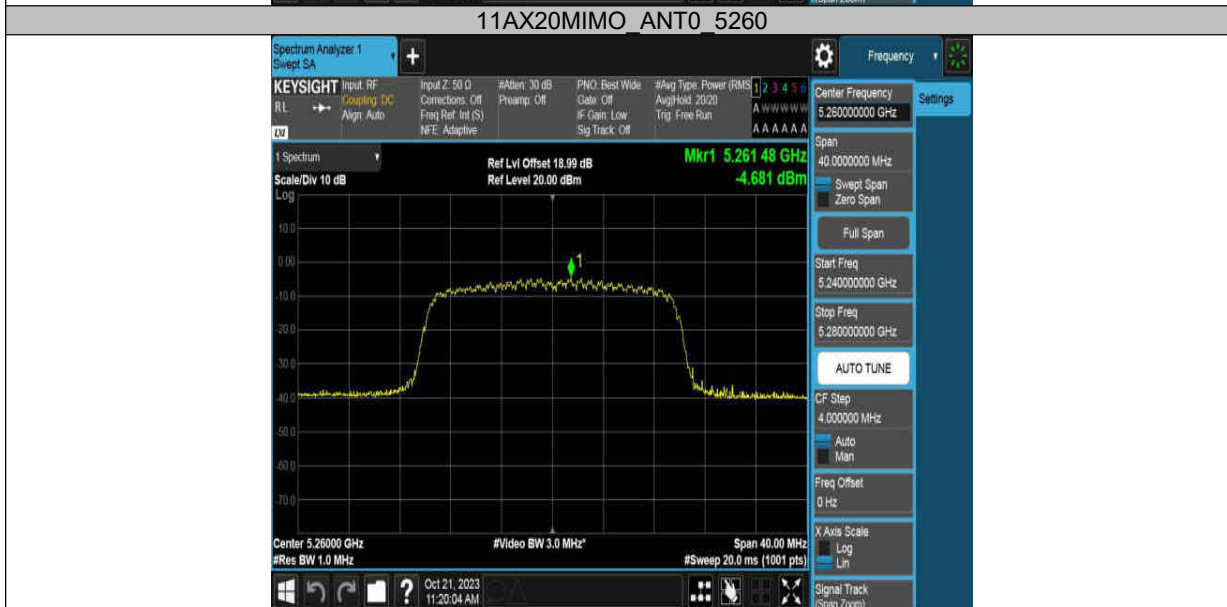 (Span Zoom)
11AX20MIMO_ANT0_5260
Spectrum Analyzer 1
Swept SA
+
Frequency
KEYSIGHT
RL
LXI
Input: RF
Coupling: DC
Align: Auto
Input Z: 50 Ω
Corrections: Off
Freq Ref: Int (S)
NFE: Adaptive
#Atten: 30 dB
Preamp: Off
PNO: Best Wide
Gate: Off
IF Gain: Low
Sig Track: Off
#Avg Type: Power (RMS
Avg|Hold: 20/20
Trig: Free Run
1 2 3 4 5 6
A W W W W W
A A A A A A
Center Frequency
5.260000000 GHz
Settings
Span
40.0000000 MHz
Swept Span
Zero Span
Full Span
Start Freq
5.240000000 GHz
Stop Freq
5.280000000 GHz
AUTO TUNE
CF Step
4.000000 MHz
Auto
Man
Freq Offset
0 Hz
X Axis Scale
Log
Lin
Signal Track
(Span Zoom)
1 Spectrum
Scale/Div 10 dB
Ref Lvl Offset 18.99 dB
Ref Level 20.00 dBm
Mkr1 5.261 48 GHz
-4.681 dBm
Log
10.0
0.00
1
-10.0
-20.0
-30.0
-40.0
-50.0
-60.0
-70.0
Center 5.26000 GHz
#Res BW 1.0 MHz
#Video BW 3.0 MHz*
Span 40.00 MHz
#Sweep 20.0 ms (1001 pts)
?
Oct 21, 2023
11:20:04 AM